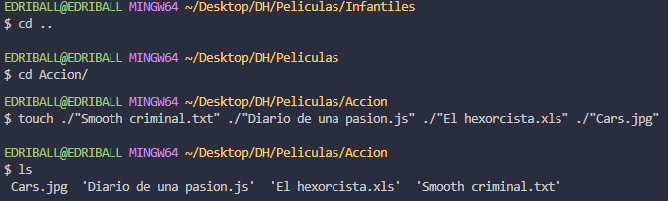 EDRIBALL@EDRIBALL MINGW64 ~/Desktop/DH/Peliculas/Infantiles
$ cd ..
EDRIBALL@EDRIBALL MINGW64 ~/Desktop/DH/Peliculas
$ cd Accion/
EDRIBALL@EDRIBALL MINGW64 ~/Desktop/DH/Peliculas/Accion
$ touch ./"Smooth criminal.txt" ./"Diario de una pasion.js" ./"El hexorcista.xls" ./"Cars.jpg"
EDRIBALL@EDRIBALL MINGW64 ~/Desktop/DH/Peliculas/Accion
$ ls
Cars.jpg  'Diario de una pasion.js'  'El hexorcista.xls'  'Smooth criminal.txt'